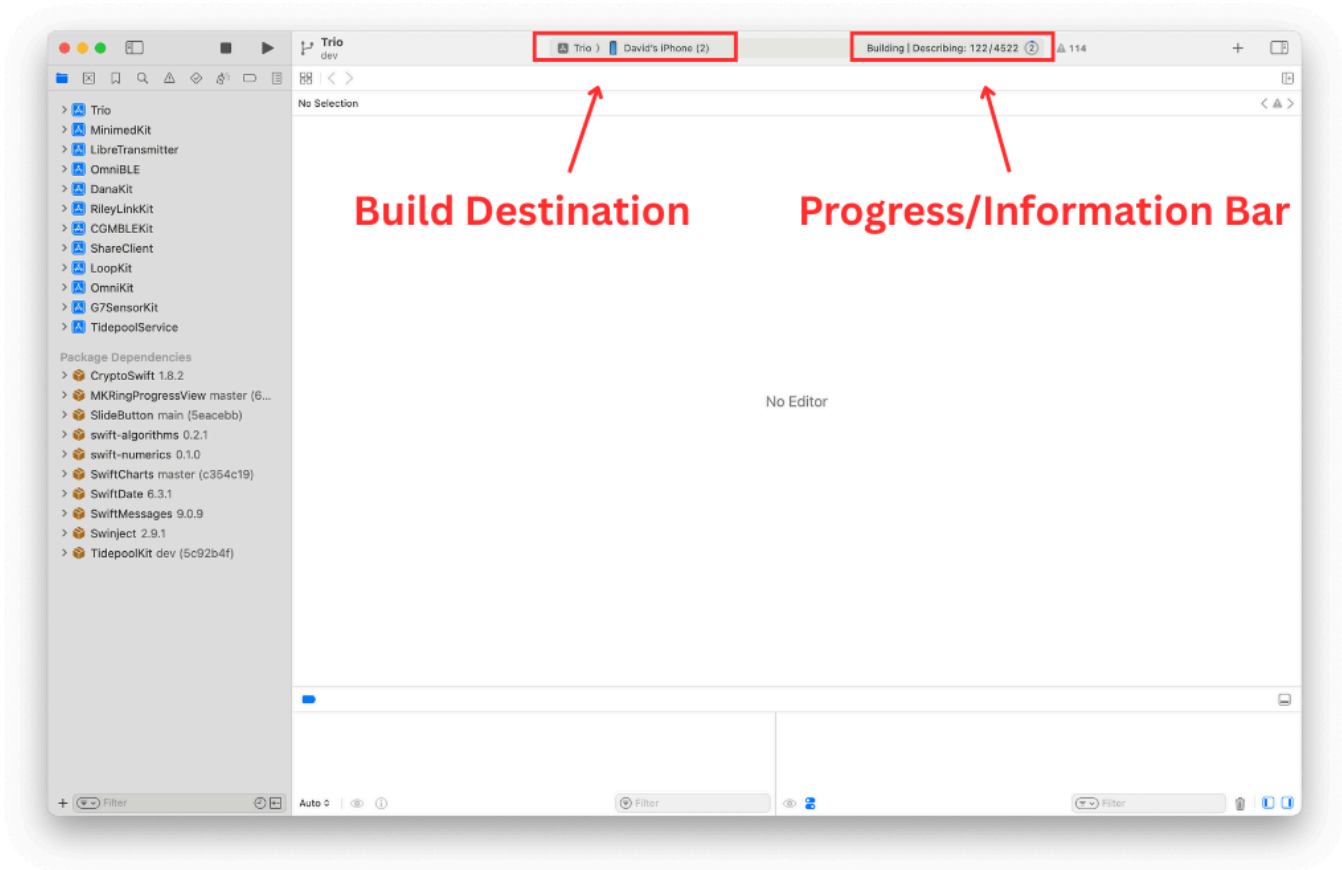 Trio
dev
Trio
David's iPhone (2)
Building | Describing: 122/4522
2
114
No Selection
Build Destination
Progress/Information Bar
Trio
MinimedKit
LibreTransmitter
OmniBLE
DanaKit
RileyLinkKit
CGMBLEKit
ShareClient
LoopKit
OmniKit
G7SensorKit
TidepoolService
Package Dependencies
CryptoSwift 1.8.2
MKRingProgressView master (6...
SlideButton main (5eacebb)
swift-algorithms 0.2.1
swift-numerics 0.1.0
SwiftCharts master (c354c19)
SwiftDate 6.3.1
SwiftMessages 9.0.9
Swinject 2.9.1
TidepoolKit dev (5c92b4f)
No Editor
Filter
Auto
Filter
Filter